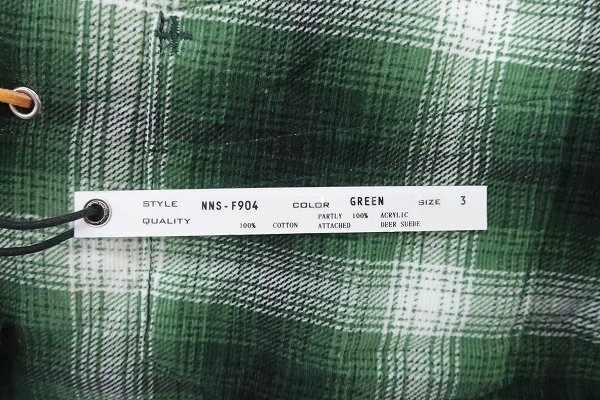 STYLE NNS-F904 COLOR GREEN SIZE 3
QUALITY 100% COTTON PARTLY 100% ACRYLIC
ATTACHED DEER SUEDE